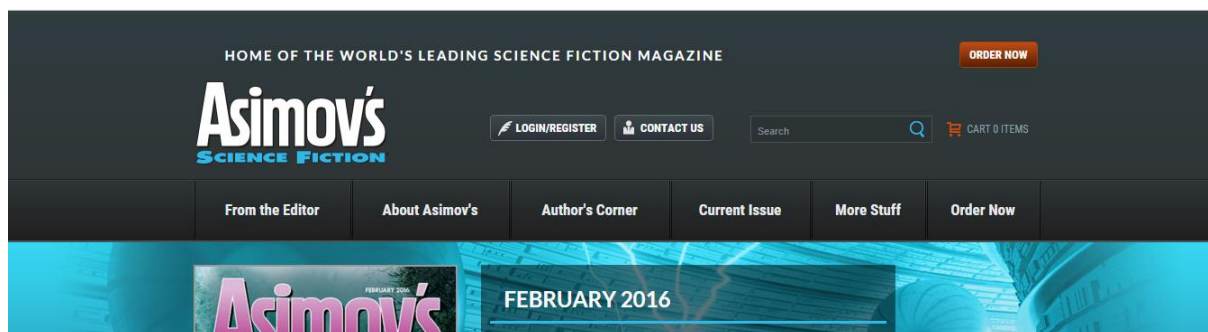 HOME OF THE WORLD'S LEADING SCIENCE FICTION MAGAZINE
ORDER NOW
Asimov's
SCIENCE FICTION
LOGIN/REGISTER
CONTACT US
Search
CART 0 ITEMS
From the Editor
About Asimov's
Author's Corner
Current Issue
More Stuff
Order Now
FEBRUARY 2016
Asimov's
FEBRUARY 2016